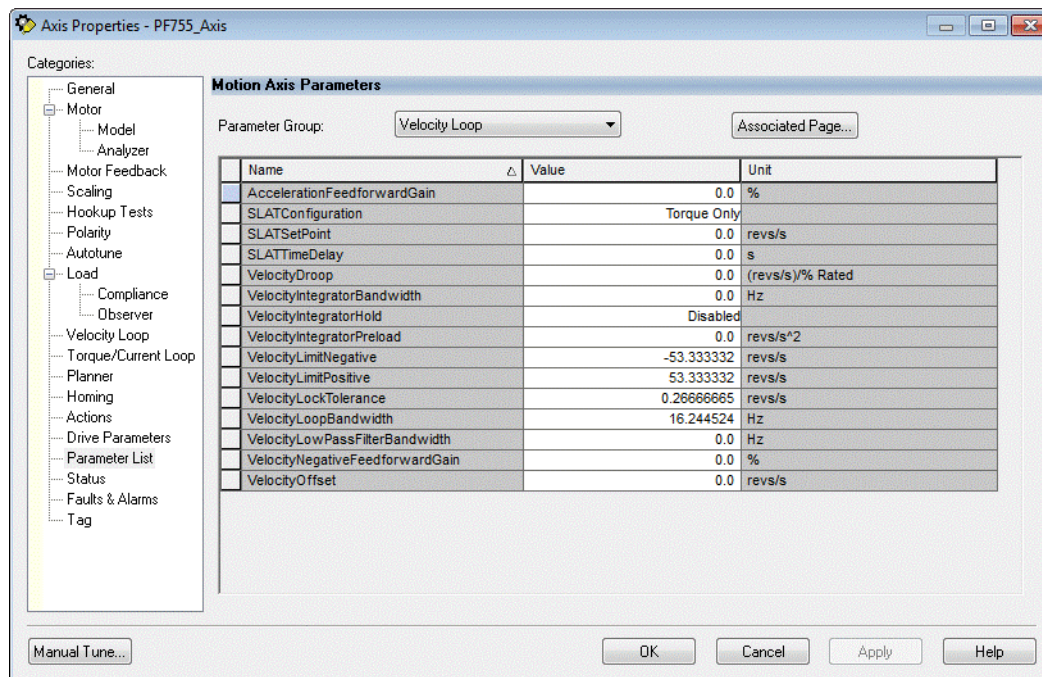 Axis Properties - PF755_Axis
Categories:
General
Motor
Model
Analyzer
Motor Feedback
Scaling
Hookup Tests
Polarity
Autotune
Load
Compliance
Observer
Velocity Loop
Torque/Current Loop
Planner
Homing
Actions
Drive Parameters
Parameter List
Status
Faults & Alarms
Tag
Motion Axis Parameters
Parameter Group: Velocity Loop Associated Page...
Name Value Unit
AccelerationFeedforwardGain 0.0 %
SLATConfiguration Torque Only
SLATSetPoint 0.0 revs/s
SLATTimeDelay 0.0 s
VelocityDroop 0.0 (revs/s)/% Rated
VelocityIntegratorBandwidth 0.0 Hz
VelocityIntegratorHold Disabled
VelocityIntegratorPreload 0.0 revs/s^2
VelocityLimitNegative -53.333332 revs/s
VelocityLimitPositive 53.333332 revs/s
VelocityLockTolerance 0.26666665 revs/s
VelocityLoopBandwidth 16.244524 Hz
VelocityLowPassFilterBandwidth 0.0 Hz
VelocityNegativeFeedforwardGain 0.0 %
VelocityOffset 0.0 revs/s
Manual Tune... OK Cancel Apply Help